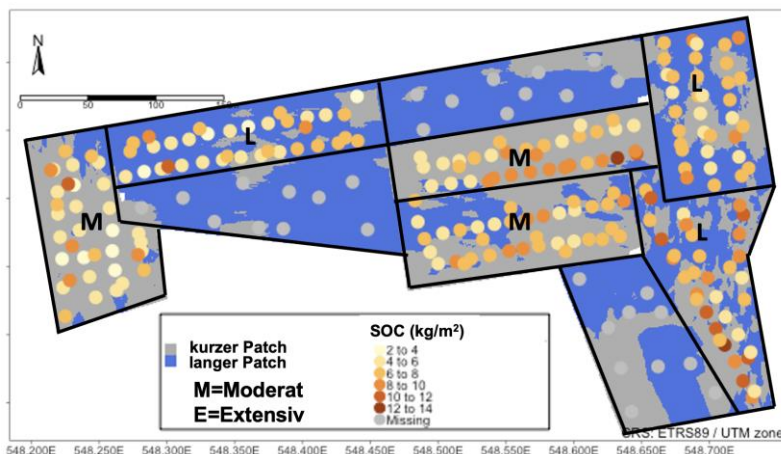 N
0 50 100 150
L
L
M
M
M
L
kurzer Patch
langer Patch
M=Moderat
E=Extensiv
SOC (kg/m²)
2 to 4
4 to 6
6 to 8
8 to 10
10 to 12
12 to 14
Missing
CRS: ETRS89 / UTM zone
548.200E 548.250E 548.300E 548.350E 548.400E 548.450E 548.500E 548.550E 548.600E 548.650E 548.700E